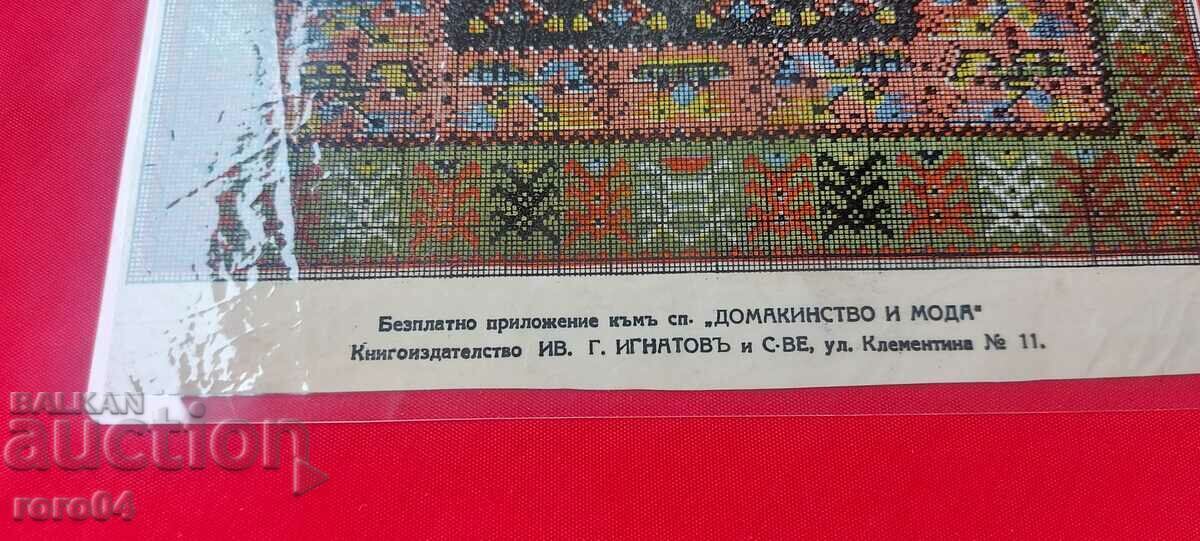 Безплатно приложение къмъ сп. „ДОМАКИНСТВО И МОДА"
Книгоиздателство ИВ. Г. ИГНАТОВЪ и С-ВЕ, ул. Клементина № 11.
BALKAN
auction
roro04